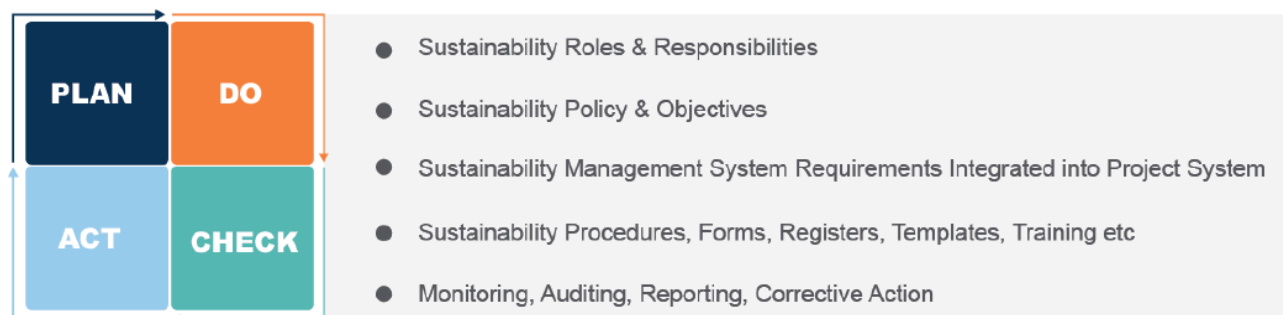 PLAN
DO
ACT
CHECK
Sustainability Roles & Responsibilities
Sustainability Policy & Objectives
Sustainability Management System Requirements Integrated into Project System
Sustainability Procedures, Forms, Registers, Templates, Training etc
Monitoring, Auditing, Reporting, Corrective Action